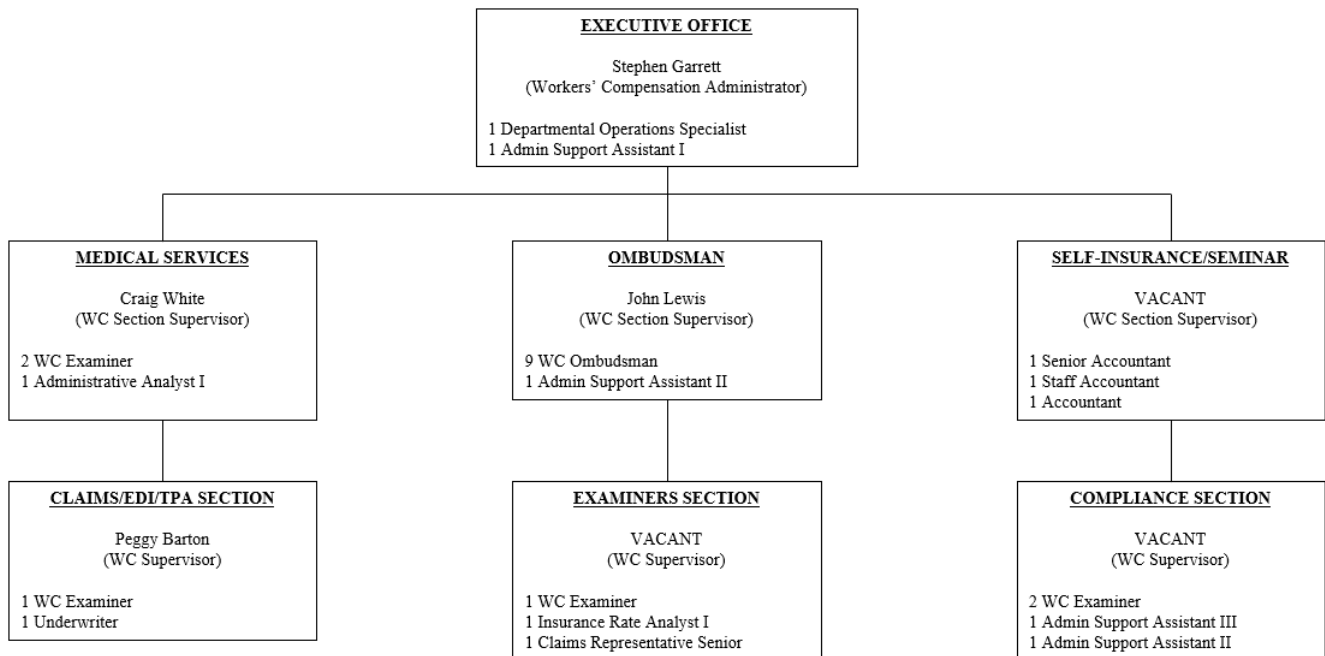 EXECUTIVE OFFICE
Stephen Garrett
(Workers’ Compensation Administrator)
1 Departmental Operations Specialist
1 Admin Support Assistant I
MEDICAL SERVICES
Craig White
(WC Section Supervisor)
2 WC Examiner
1 Administrative Analyst I
OMBUDSMAN
John Lewis
(WC Section Supervisor)
9 WC Ombudsman
1 Admin Support Assistant II
SELF-INSURANCE/SEMINAR
VACANT
(WC Section Supervisor)
1 Senior Accountant
1 Staff Accountant
1 Accountant
CLAIMS/EDI/TPA SECTION
Peggy Barton
(WC Supervisor)
1 WC Examiner
1 Underwriter
EXAMINERS SECTION
VACANT
(WC Supervisor)
1 WC Examiner
1 Insurance Rate Analyst I
1 Claims Representative Senior
COMPLIANCE SECTION
VACANT
(WC Supervisor)
2 WC Examiner
1 Admin Support Assistant III
1 Admin Support Assistant II